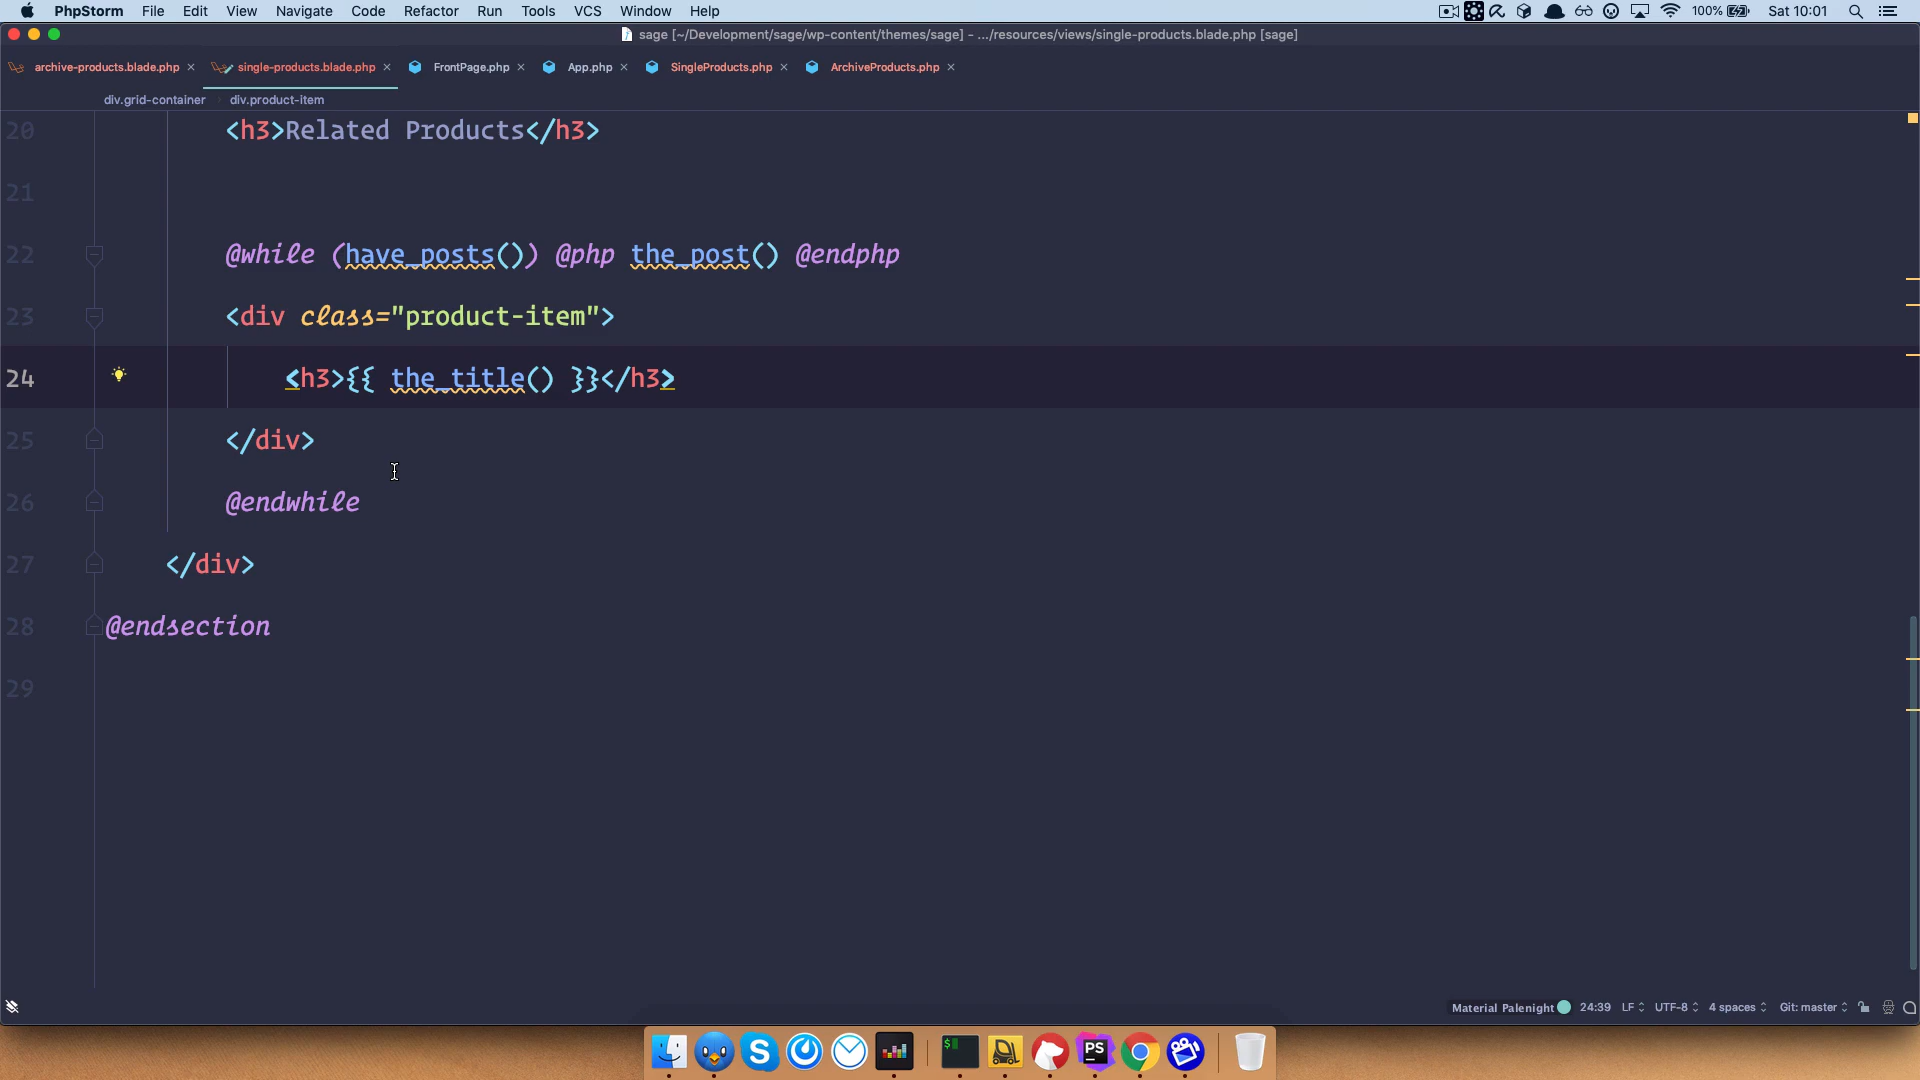 PhpStorm File Edit View Navigate Code Refactor Run Tools VCS Window Help 100% Sat 10:01
sage [~/Development/sage/wp-content/themes/sage] - .../resources/views/single-products.blade.php [sage]
archive-products.blade.php single-products.blade.php FrontPage.php App.php SingleProducts.php ArchiveProducts.php
div.grid-container div.product-item
20 <h3>Related Products</h3>
21
22 @while (have_posts()) @php the_post() @endphp
23 <div class="product-item">
24 <h3>{{ the_title() }}</h3>
25 </div>
26 @endwhile
27 </div>
28 @endsection
29
Material Palenight 24:39 LF UTF-8 4 spaces Git: master
S $ PS